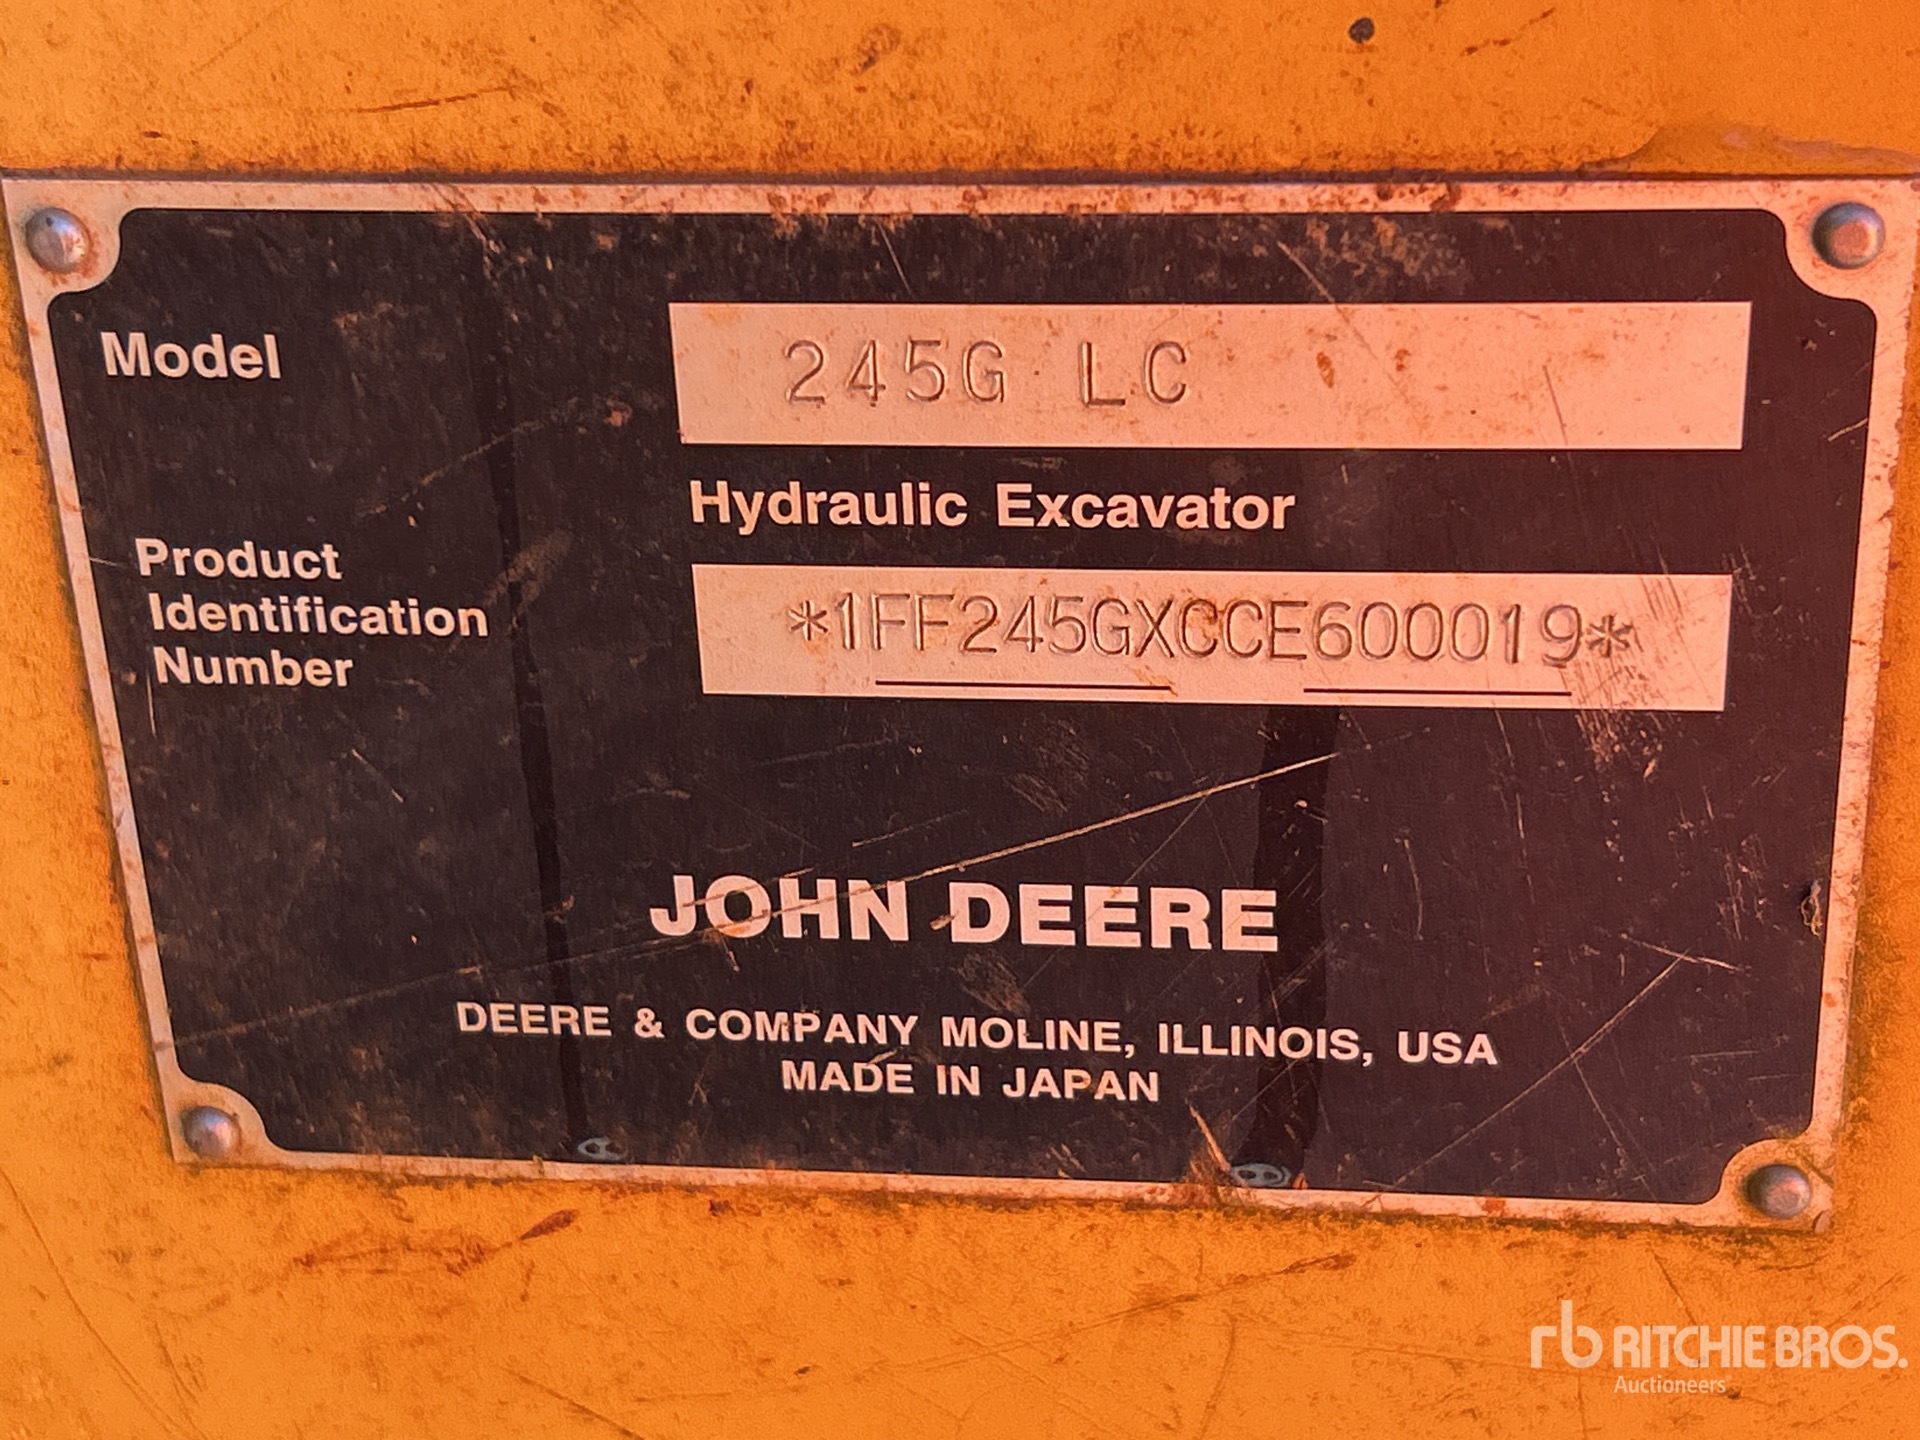 Model
245G LC
Hydraulic Excavator
Product
Identification
Number
*1FF245GXCCE600019*
JOHN DEERE
DEERE & COMPANY MOLINE, ILLINOIS, USA
MADE IN JAPAN
rb RITCHIE BROS.
Auctioneers